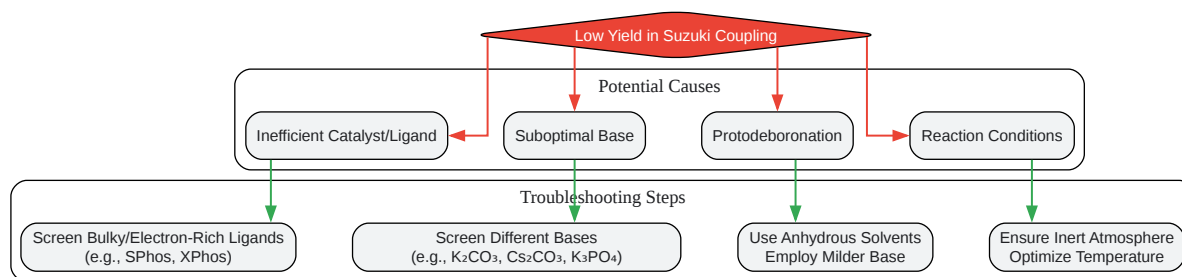 Low Yield in Suzuki Coupling
Potential Causes
Inefficient Catalyst/Ligand
Suboptimal Base
Protodeboronation
Reaction Conditions
Troubleshooting Steps
Screen Bulky/Electron-Rich Ligands
(e.g., SPhos, XPhos)
Screen Different Bases
(e.g., K₂CO₃, Cs₂CO₃, K₃PO₄)
Use Anhydrous Solvents
Employ Milder Base
Ensure Inert Atmosphere
Optimize Temperature